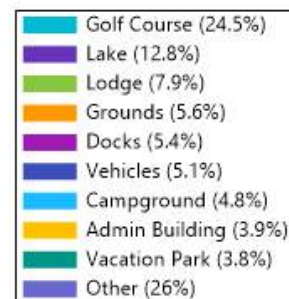 Golf Course (24.5%)
Lake (12.8%)
Lodge (7.9%)
Grounds (5.6%)
Docks (5.4%)
Vehicles (5.1%)
Campground (4.8%)
Admin Building (3.9%)
Vacation Park (3.8%)
Other (26%)